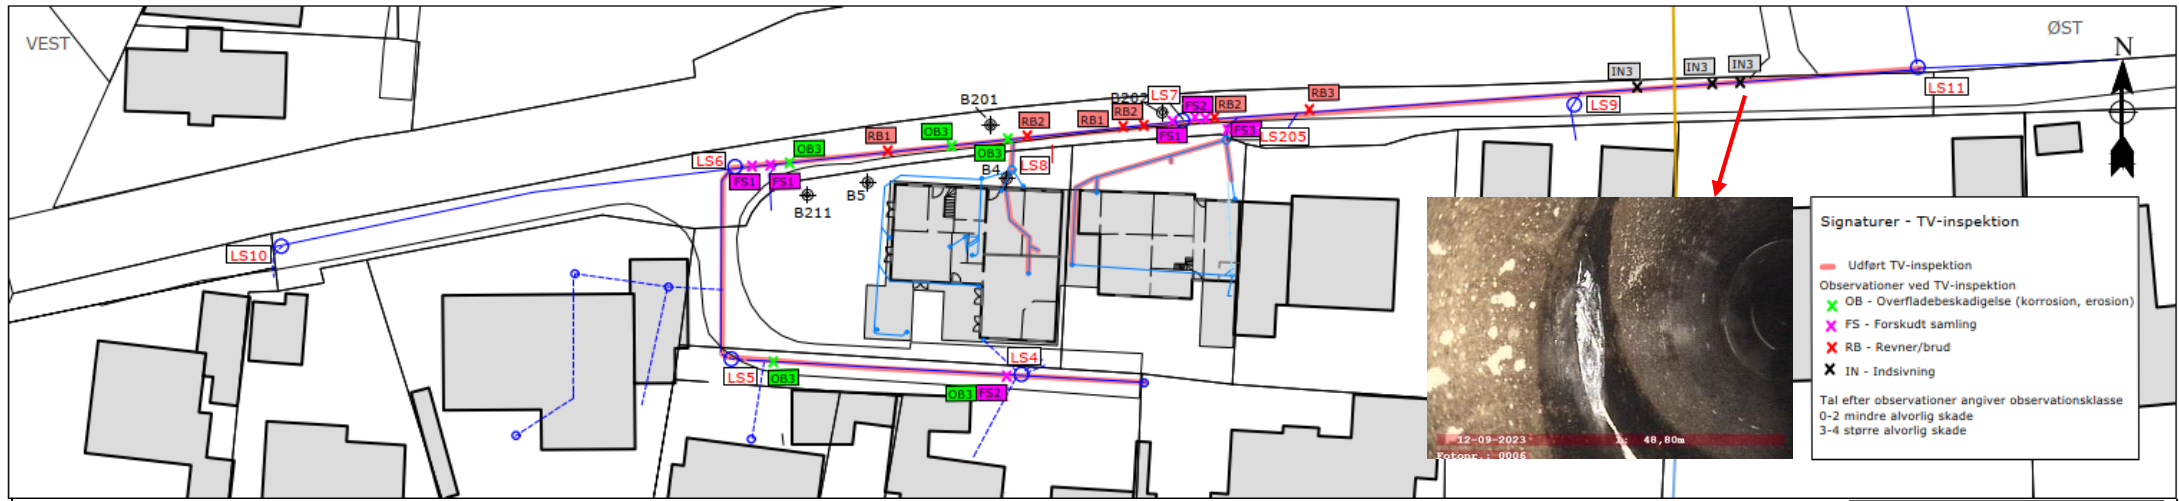 VEST
ØST
N
IN3
IN3
IN3
LS11
LS9
RB3
B201
B202
LS7
FS2
RB2
RB1
RB2
FS1
FS3
LS205
RB2
OB3
RB1
OB3
OB3
LS8
LS6
FS1
FS1
B4
B5
B211
LS10
LS5
OB3
LS4
OB3
FS2
12-09-2023
1: 48,80m
Fotonr.: 0006
Signaturer - TV-inspektion
Udført TV-inspektion
Observationer ved TV-inspektion
OB - Overfladebeskadigelse (korrosion, erosion)
FS - Forskudt samling
RB - Revner/brud
IN - Indsivning
Tal efter observationer angiver observationsklasse
0-2 mindre alvorlig skade
3-4 større alvorlig skade